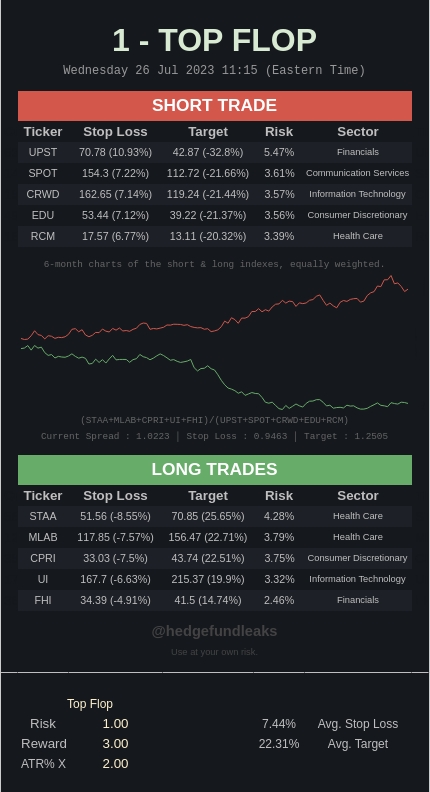 1 - TOP FLOP
Wednesday 26 Jul 2023 11:15 (Eastern Time)
SHORT TRADE
Ticker Stop Loss Target Risk Sector
UPST 70.78 (10.93%) 42.87 (-32.8%) 5.47% Financials
SPOT 154.3 (7.22%) 112.72 (-21.66%) 3.61% Communication Services
CRWD 162.65 (7.14%) 119.24 (-21.44%) 3.57% Information Technology
EDU 53.44 (7.12%) 39.22 (-21.37%) 3.56% Consumer Discretionary
RCM 17.57 (6.77%) 13.11 (-20.32%) 3.39% Health Care
6-month charts of the short & long indexes, equally weighted.
(STAA+MLAB+CPRI+UI+FHI)/(UPST+SPOT+CRWD+EDU+RCM)
Current Spread : 1.0223 | Stop Loss : 0.9463 | Target : 1.2505
LONG TRADES
Ticker Stop Loss Target Risk Sector
STAA 51.56 (-8.55%) 70.85 (25.65%) 4.28% Health Care
MLAB 117.85 (-7.57%) 156.47 (22.71%) 3.79% Health Care
CPRI 33.03 (-7.5%) 43.74 (22.51%) 3.75% Consumer Discretionary
UI 167.7 (-6.63%) 215.37 (19.9%) 3.32% Information Technology
FHI 34.39 (-4.91%) 41.5 (14.74%) 2.46% Financials
@hedgefundleaks
Use at your own risk.
Top Flop
Risk 1.00 7.44% Avg. Stop Loss
Reward 3.00 22.31% Avg. Target
ATR% X 2.00